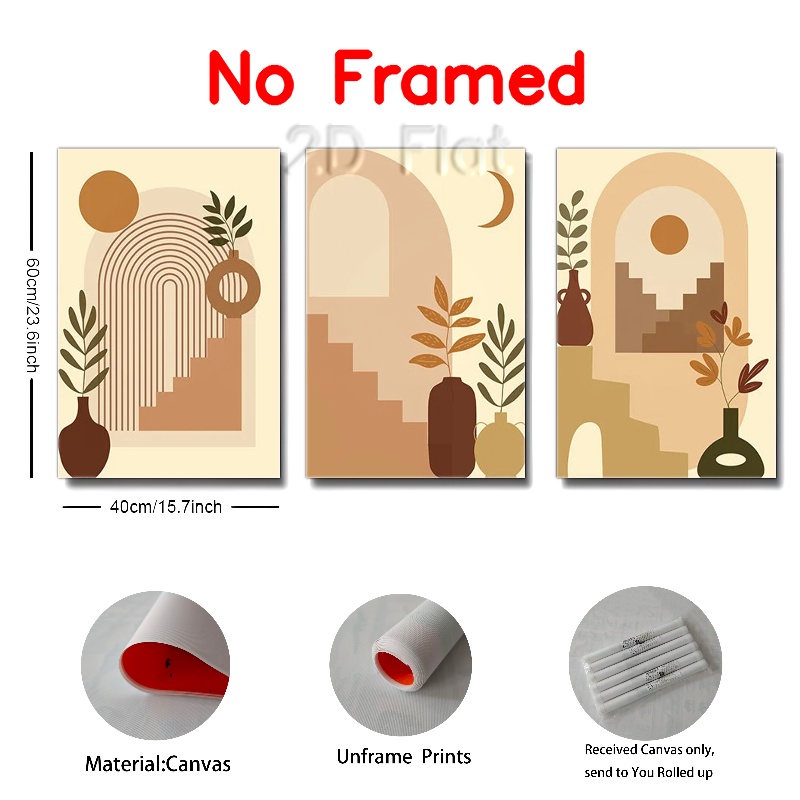 No Framed
2D Flat
60cm/23.6inch
40cm/15.7inch
Material:Canvas
Unframe Prints
Received Canvas only,
send to You Rolled up